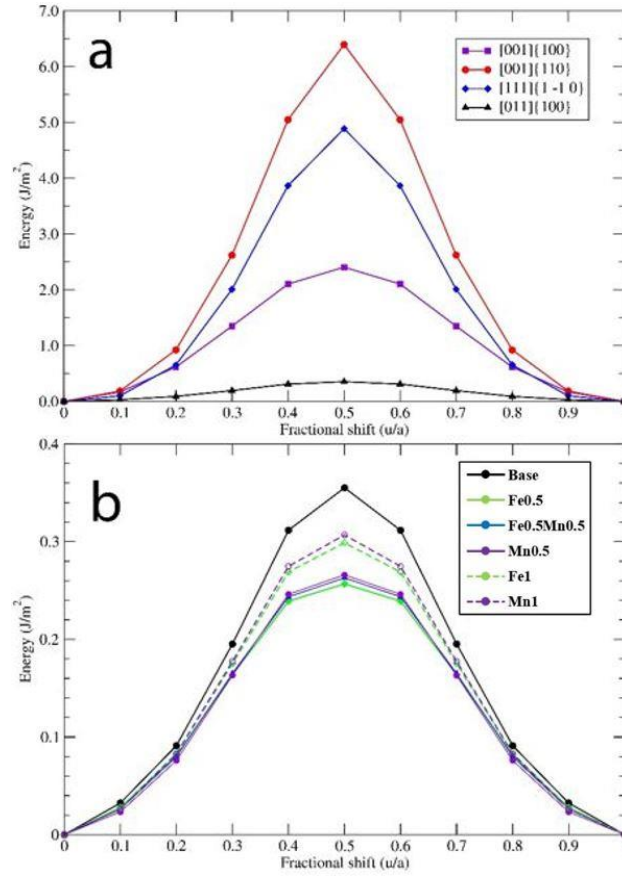 a
7.0
6.0
5.0
4.0
3.0
2.0
1.0
0.0
Energy (J/m²)
[001]{100}
[001]{110}
[111]{1 -1 0}
[011]{100}
0 0.1 0.2 0.3 0.4 0.5 0.6 0.7 0.8 0.9
Fractional shift (u/a)
b
0.4
0.3
0.2
0.1
0
Energy (J/m²)
Base
Fe0.5
Fe0.5Mn0.5
Mn0.5
Fe1
Mn1
0 0.1 0.2 0.3 0.4 0.5 0.6 0.7 0.8 0.9
Fractional shift (u/a)